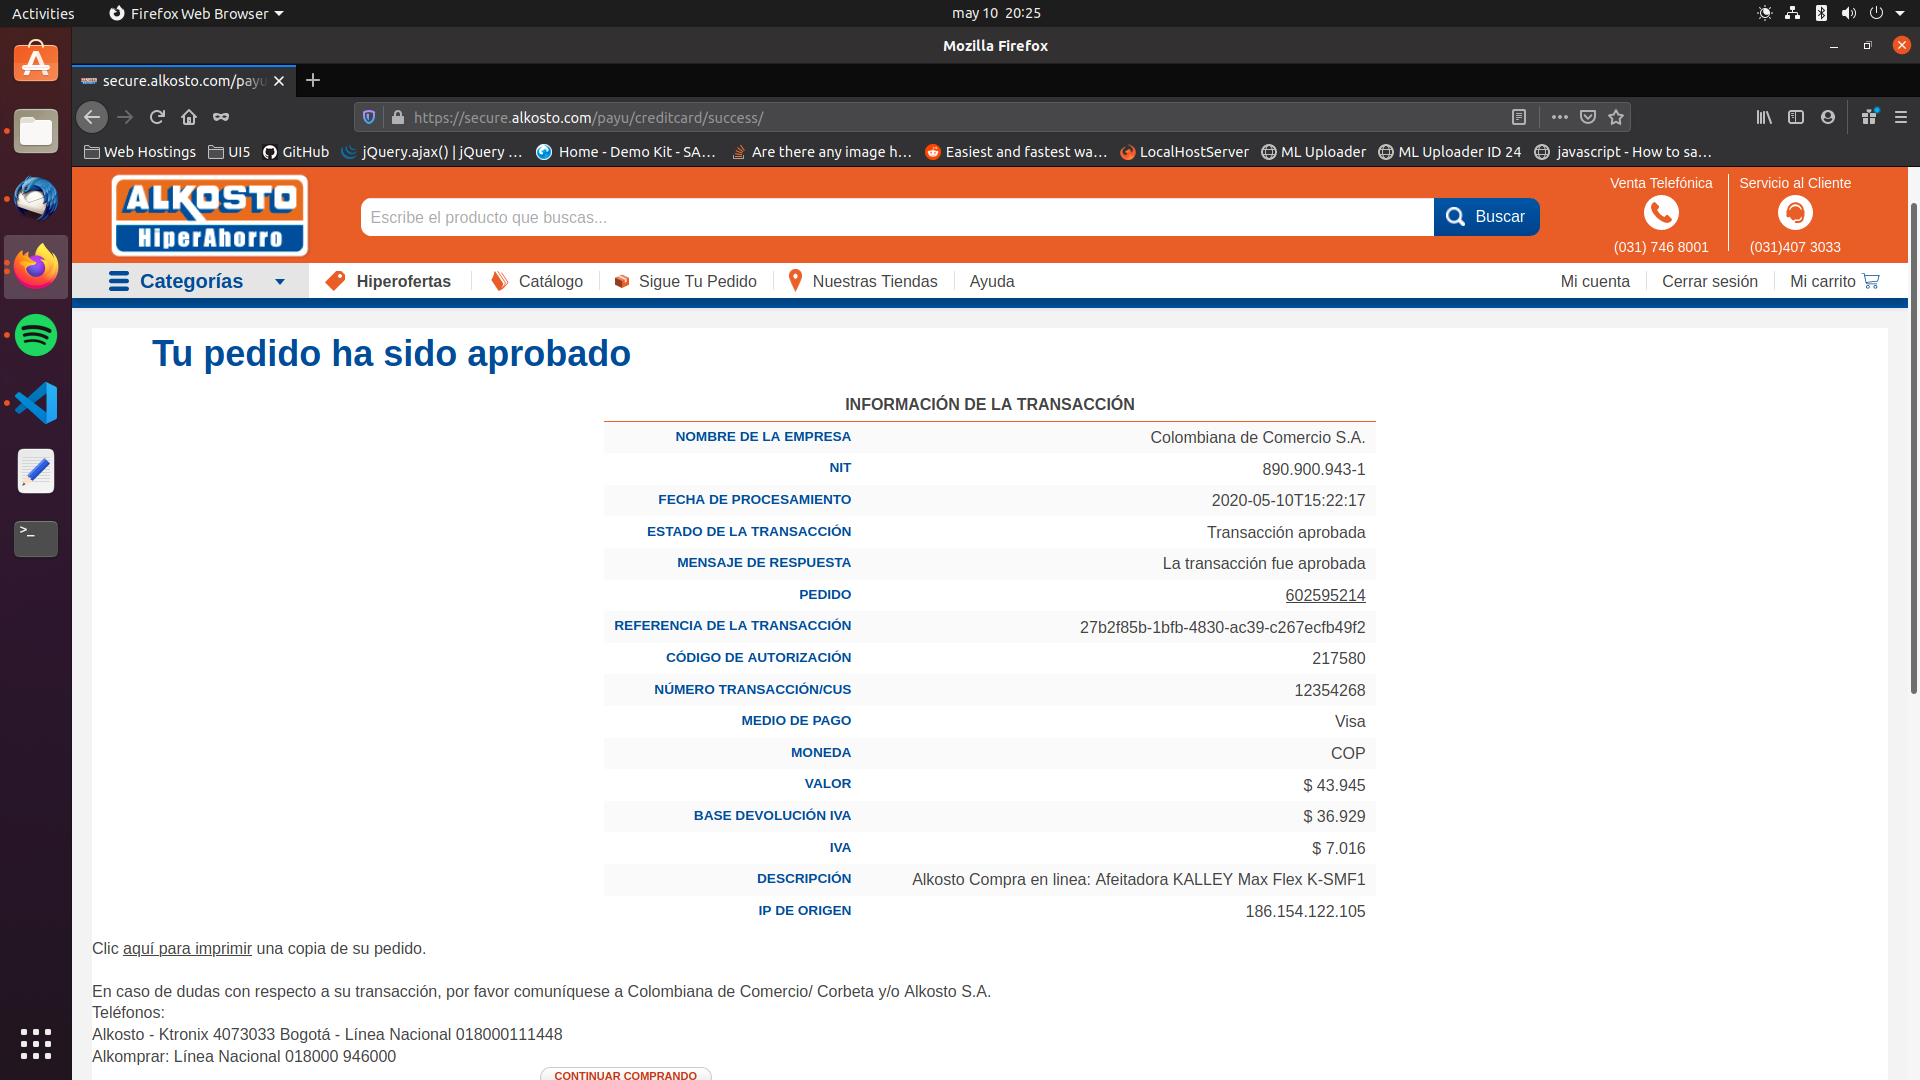 Activities
Firefox Web Browser
may 10 20:25
Mozilla Firefox
secure.alkosto.com/payu
https://secure.alkosto.com/payu/creditcard/success/
Web Hostings
UI5
GitHub
jQuery.ajax() | jQuery ...
Home - Demo Kit - SA...
Are there any image h...
Easiest and fastest wa...
LocalHostServer
ML Uploader
ML Uploader ID 24
javascript - How to sa...
ALKOSTO
HiperAhorro
Escribe el producto que buscas...
Buscar
Venta Telefónica
(031) 746 8001
Servicio al Cliente
(031)407 3033
Categorías
Hiperofertas
Catálogo
Sigue Tu Pedido
Nuestras Tiendas
Ayuda
Mi cuenta
Cerrar sesión
Mi carrito
Tu pedido ha sido aprobado
INFORMACIÓN DE LA TRANSACCIÓN
NOMBRE DE LA EMPRESA Colombiana de Comercio S.A.
NIT 890.900.943-1
FECHA DE PROCESAMIENTO 2020-05-10T15:22:17
ESTADO DE LA TRANSACCIÓN Transacción aprobada
MENSAJE DE RESPUESTA La transacción fue aprobada
PEDIDO 602595214
REFERENCIA DE LA TRANSACCIÓN 27b2f85b-1bfb-4830-ac39-c267ecfb49f2
CÓDIGO DE AUTORIZACIÓN 217580
NÚMERO TRANSACCIÓN/CUS 12354268
MEDIO DE PAGO Visa
MONEDA COP
VALOR $ 43.945
BASE DEVOLUCIÓN IVA $ 36.929
IVA $ 7.016
DESCRIPCIÓN Alkosto Compra en linea: Afeitadora KALLEY Max Flex K-SMF1
IP DE ORIGEN 186.154.122.105
Clic aquí para imprimir una copia de su pedido.
En caso de dudas con respecto a su transacción, por favor comuníquese a Colombiana de Comercio/ Corbeta y/o Alkosto S.A.
Teléfonos:
Alkosto - Ktronix 4073033 Bogotá - Línea Nacional 018000111448
Alkomprar: Línea Nacional 018000 946000
CONTINUAR COMPRANDO